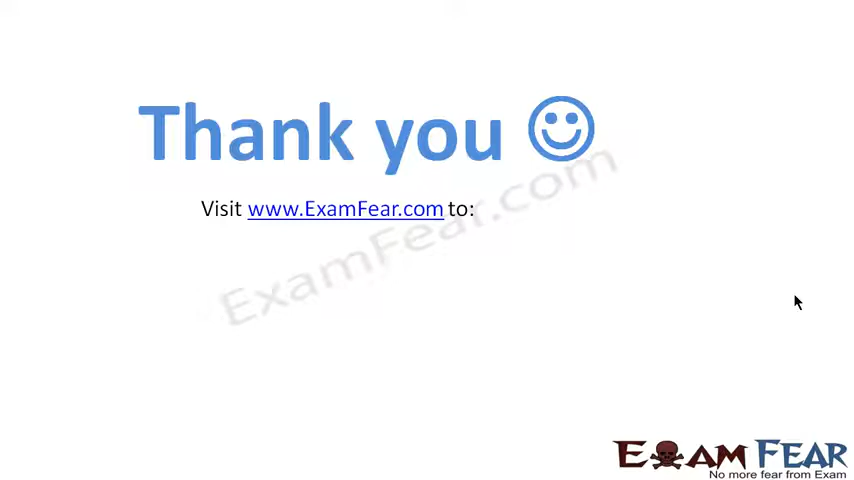 Thank you ☺
Visit www.ExamFear.com to:
ExamFear.com
EXAM FEAR
No more fear from Exam